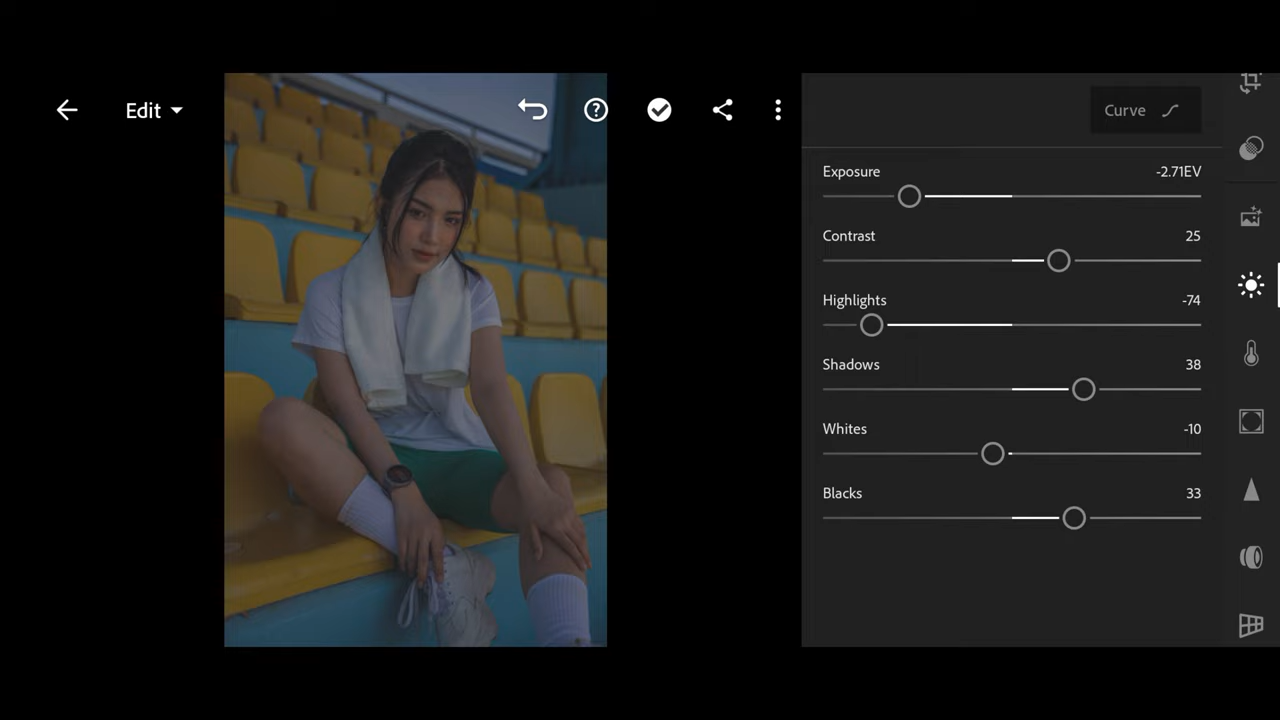 Edit
Curve
Exposure -2.71EV
Contrast 25
Highlights -74
Shadows 38
Whites -10
Blacks 33